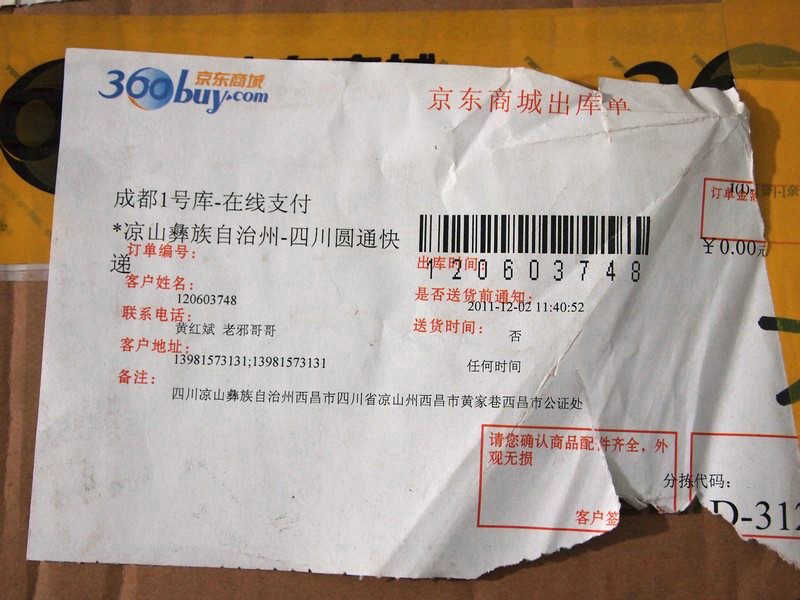 360buy.com 京东商城
京东商城出库单
成都1号库-在线支付
*凉山彝族自治州-四川圆通快
递
订单编号：
120603748
客户姓名：
120603748
联系电话：
黄红斌 老邪哥哥
客户地址：
13981573131;13981573131
备注：
四川凉山彝族自治州西昌市四川省凉山州西昌市黄家巷西昌市公证处
出库时间
是否送货前通知：
2011-12-02 11:40:52
送货时间：
否
任何时间
订单金额
￥0.00元
请您确认商品配件齐全，外
观无损
客户签
分拣代码：
D-312